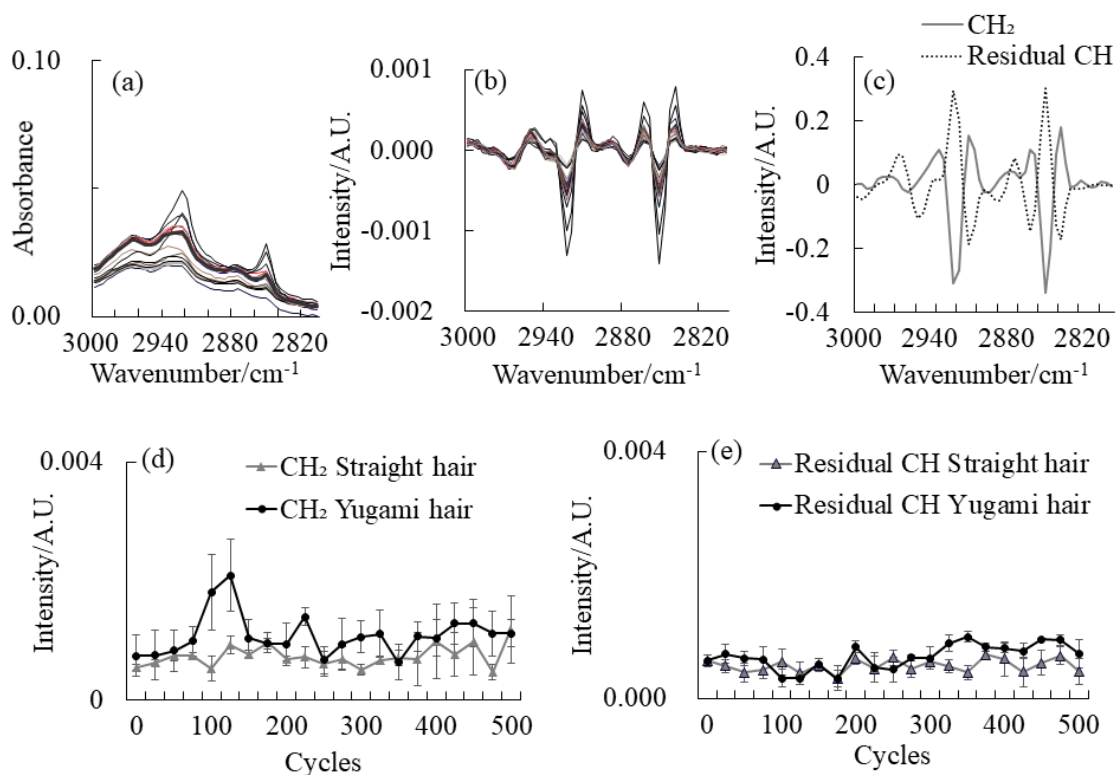 (a)
0.10
0.00
Absorbance
3000 2940 2880 2820
Wavenumber/cm⁻¹
(b)
0.001
0.000
-0.001
-0.002
Intensity/A.U.
3000 2940 2880 2820
Wavenumber/cm⁻¹
CH₂
Residual CH
(c)
0.4
0.2
0
-0.2
-0.4
Intensity/A.U.
3000 2940 2880 2820
Wavenumber/cm⁻¹
(d)
CH₂ Straight hair
CH₂ Yugami hair
0.004
0
Intensity/A.U.
0 100 200 300 400 500
Cycles
(e)
Residual CH Straight hair
Residual CH Yugami hair
0.004
0.000
Intensity/A.U.
0 100 200 300 400 500
Cycles